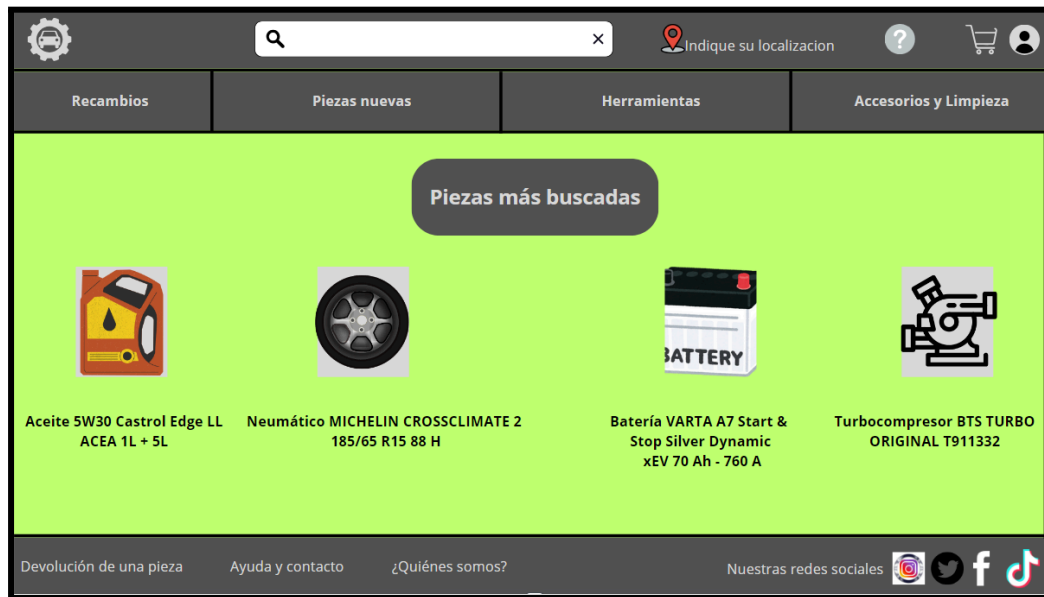 Indique su localizacion
Recambios
Piezas nuevas
Herramientas
Accesorios y Limpieza
Piezas más buscadas
BATTERY
Aceite 5W30 Castrol Edge LL
ACEA 1L + 5L
Neumático MICHELIN CROSSCLIMATE 2
185/65 R15 88 H
Batería VARTA A7 Start &
Stop Silver Dynamic
xEV 70 Ah - 760 A
Turbocompresor BTS TURBO
ORIGINAL T911332
Devolución de una pieza
Ayuda y contacto
¿Quiénes somos?
Nuestras redes sociales